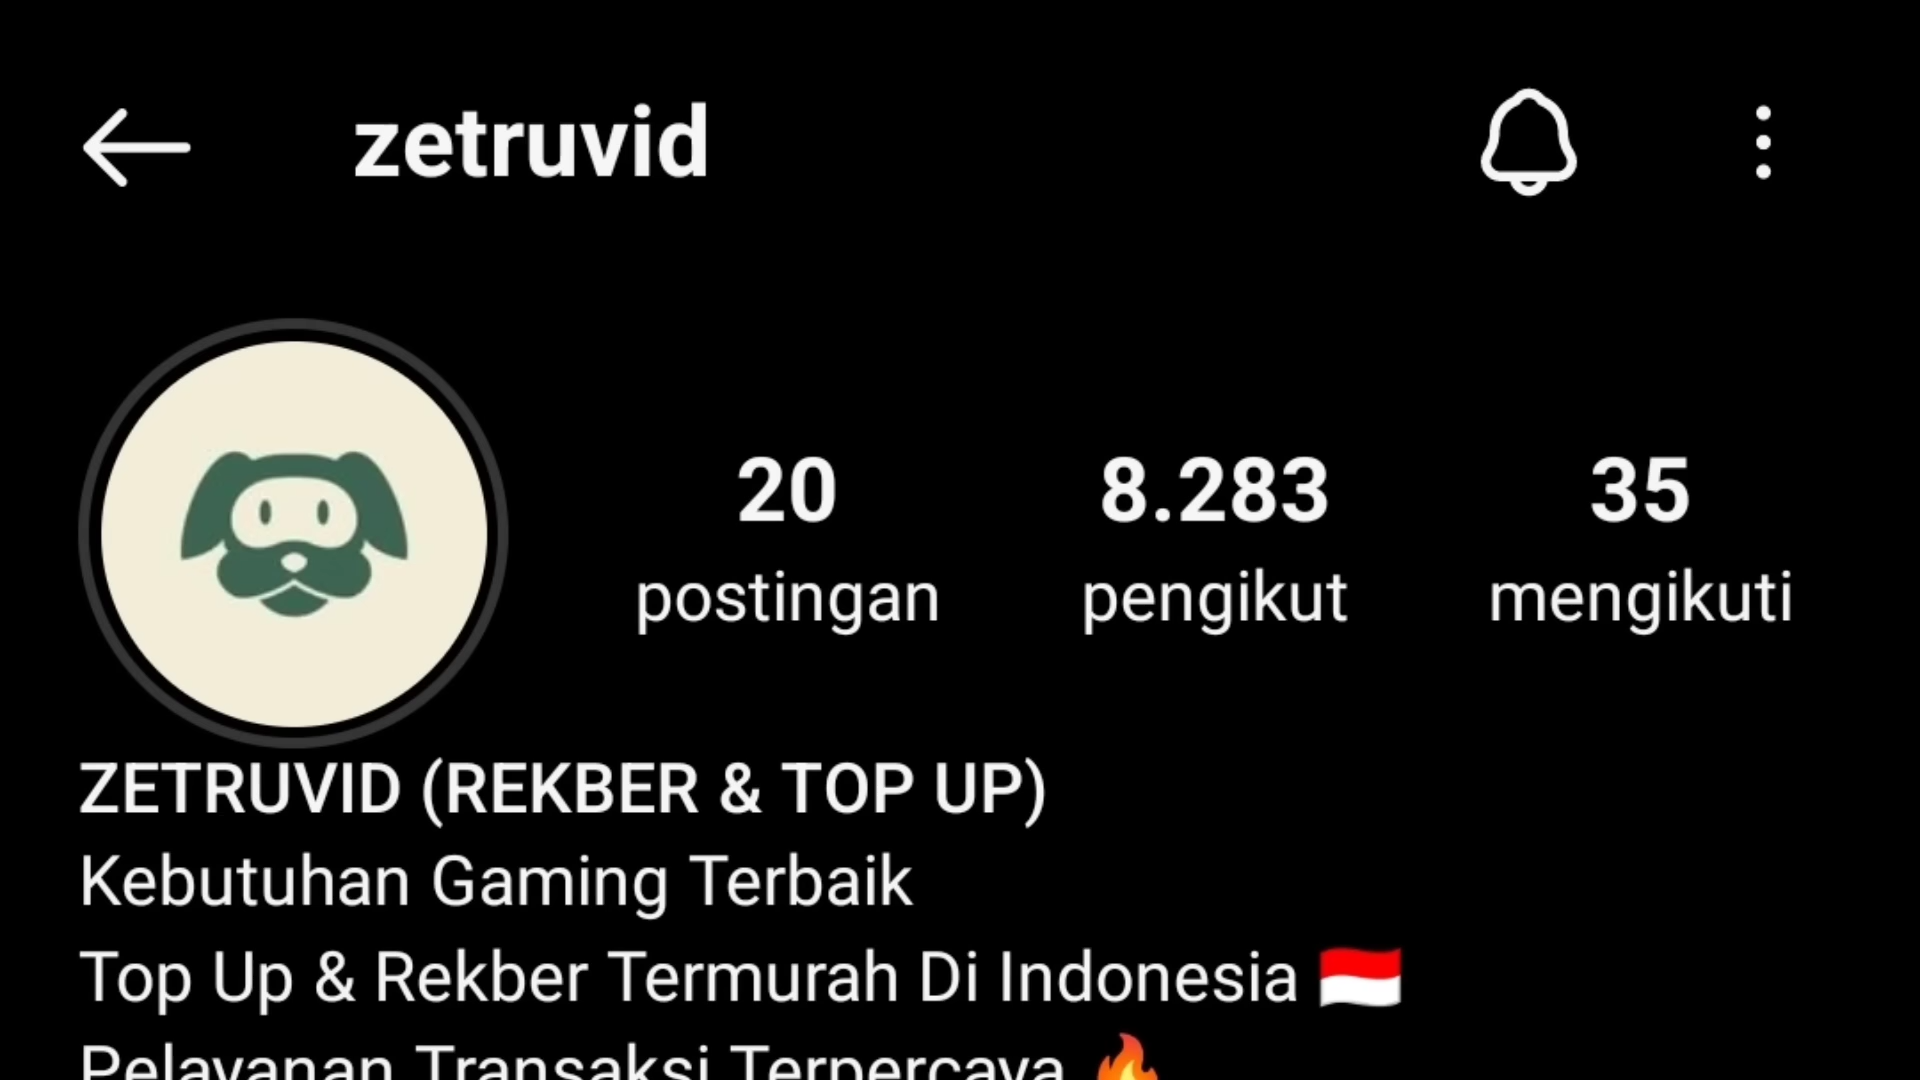 zetruvid
20 8.283 35
postingan pengikut mengikuti
ZETRUVID (REKBER & TOP UP)
Kebutuhan Gaming Terbaik
Top Up & Rekber Termurah Di Indonesia 🇮🇩
Pelayanan Transaksi Terpercaya 🔥